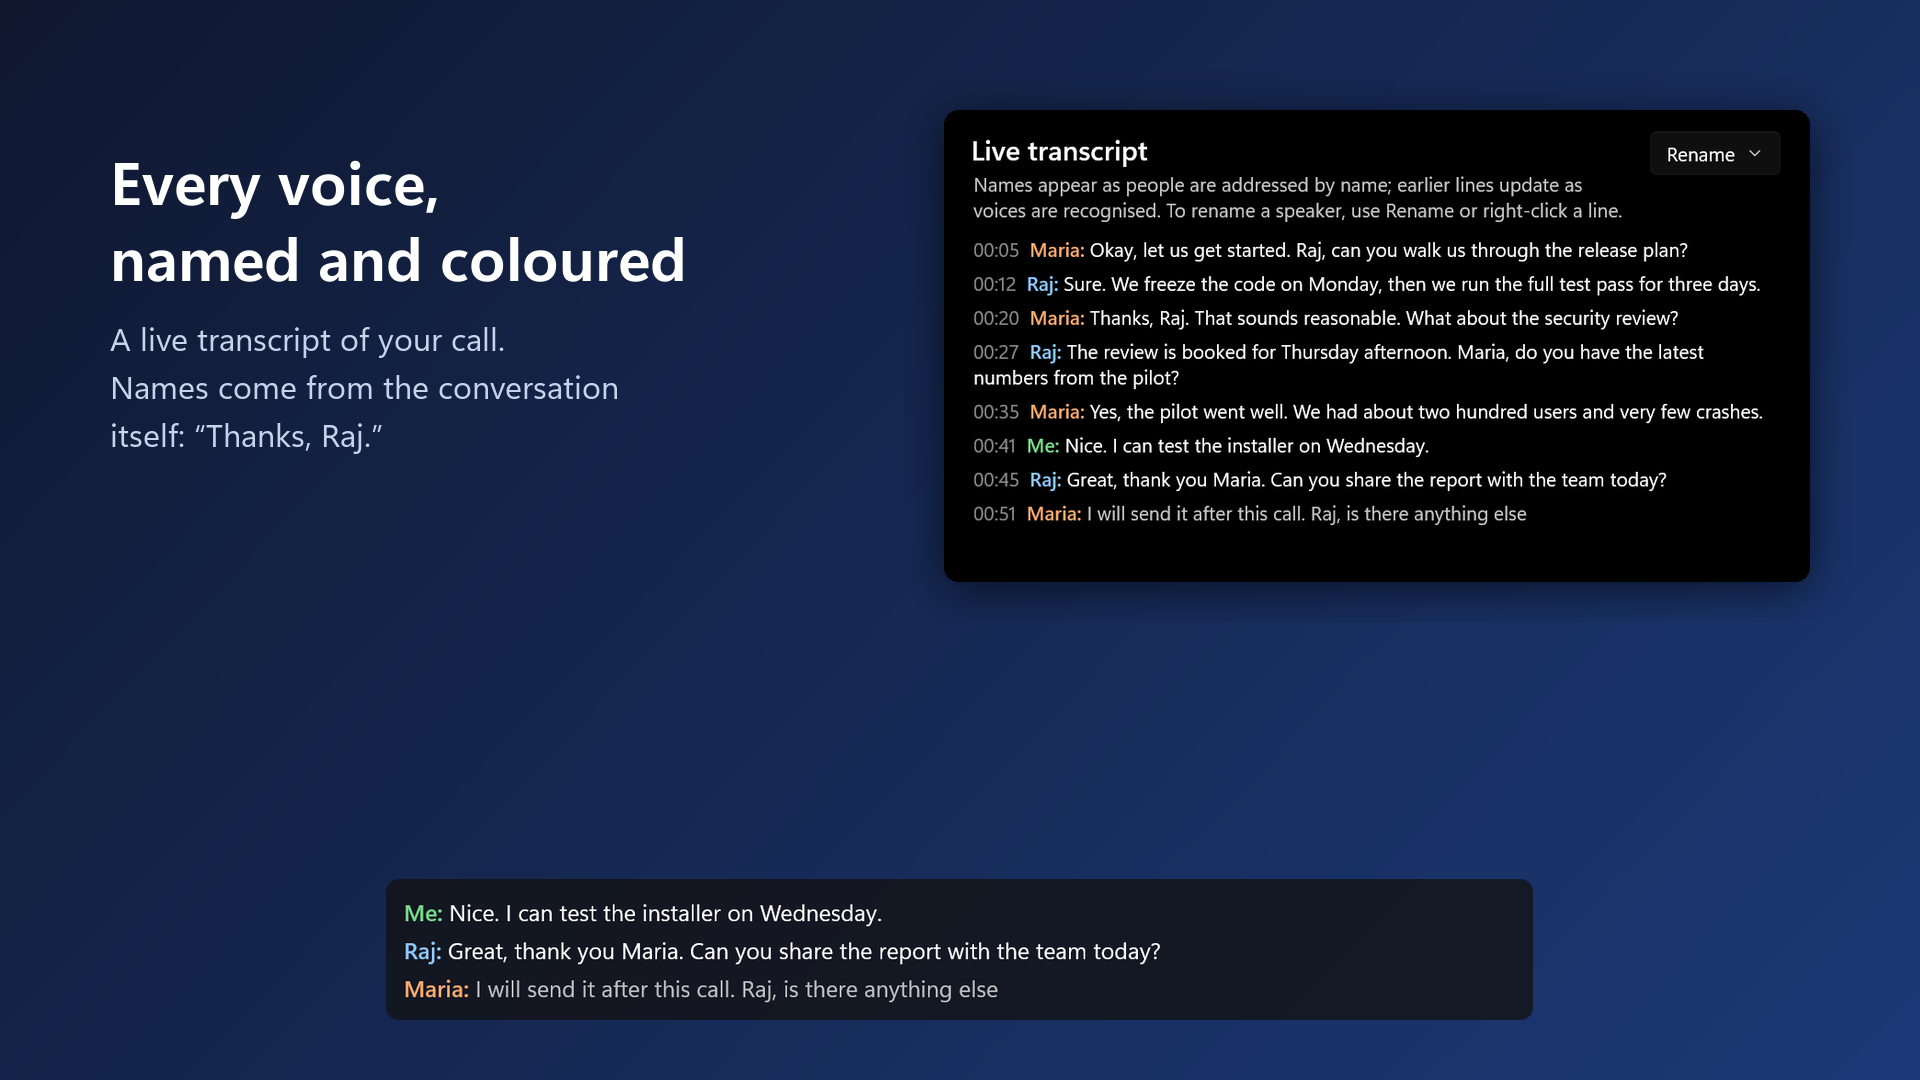 Every voice,
named and coloured
A live transcript of your call.
Names come from the conversation
itself: “Thanks, Raj.”
Live transcript
Rename
Names appear as people are addressed by name; earlier lines update as
voices are recognised. To rename a speaker, use Rename or right-click a line.
00:05 Maria: Okay, let us get started. Raj, can you walk us through the release plan?
00:12 Raj: Sure. We freeze the code on Monday, then we run the full test pass for three days.
00:20 Maria: Thanks, Raj. That sounds reasonable. What about the security review?
00:27 Raj: The review is booked for Thursday afternoon. Maria, do you have the latest
numbers from the pilot?
00:35 Maria: Yes, the pilot went well. We had about two hundred users and very few crashes.
00:41 Me: Nice. I can test the installer on Wednesday.
00:45 Raj: Great, thank you Maria. Can you share the report with the team today?
00:51 Maria: I will send it after this call. Raj, is there anything else
Me: Nice. I can test the installer on Wednesday.
Raj: Great, thank you Maria. Can you share the report with the team today?
Maria: I will send it after this call. Raj, is there anything else